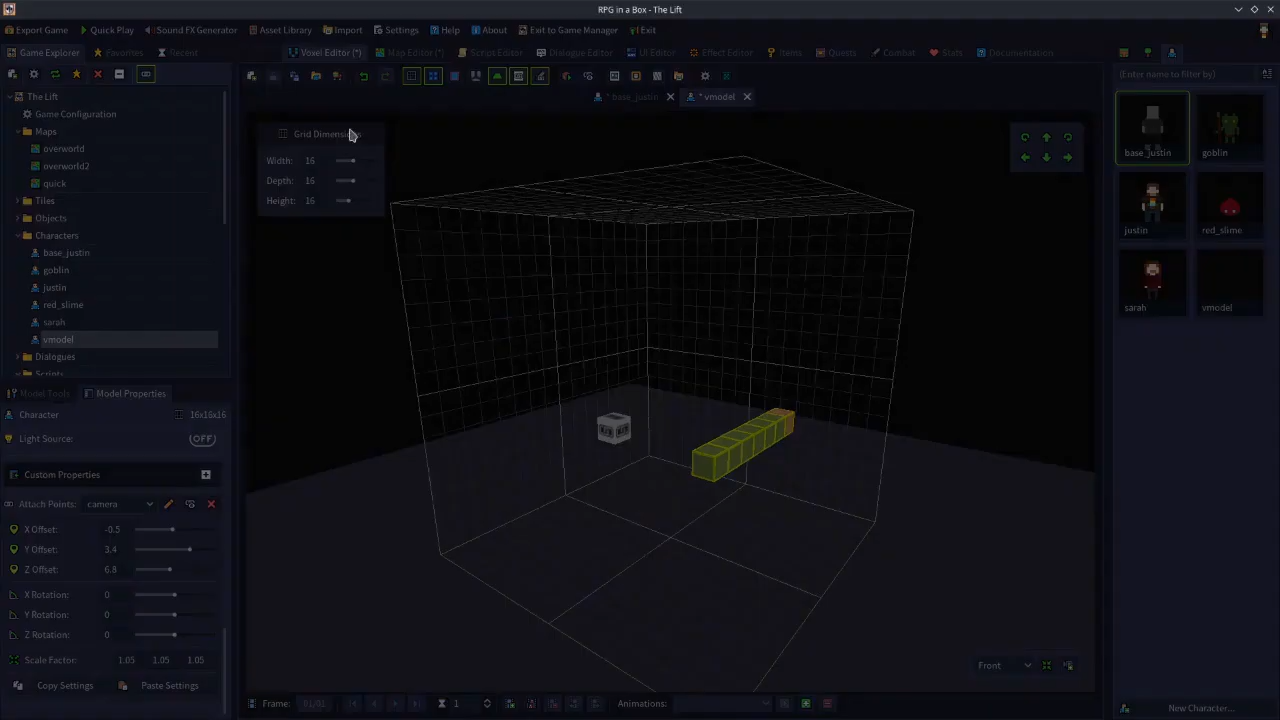 RPG in a Box - The Lift
Export Game Quick Play Sound FX Generator Asset Library Import Settings Help About Exit to Game Manager Exit
Game Explorer Favorites Recent Voxel Editor (*) Map Editor (*) Script Editor Dialogue Editor UI Editor Effect Editor Items Quests Combat Stats Documentation
(Enter name to filter by)
* base_justin * vmodel
The Lift
Game Configuration
Maps
overworld
overworld2
quick
Tiles
Objects
Characters
base_justin
goblin
justin
red_slime
sarah
vmodel
Dialogues
Scripts
Model Tools Model Properties
Character 16x16x16
Light Source: (OFF)
Custom Properties
Attach Points: camera
X Offset: -0.5
Y Offset: 3.4
Z Offset: 6.8
X Rotation: 0
Y Rotation: 0
Z Rotation: 0
Scale Factor: 1.05 1.05 1.05
Copy Settings Paste Settings
Grid Dimensions
Width: 16
Depth: 16
Height: 16
Front
Frame: 01/01 1 Animations:
base_justin goblin
justin red_slime
sarah vmodel
New Character...